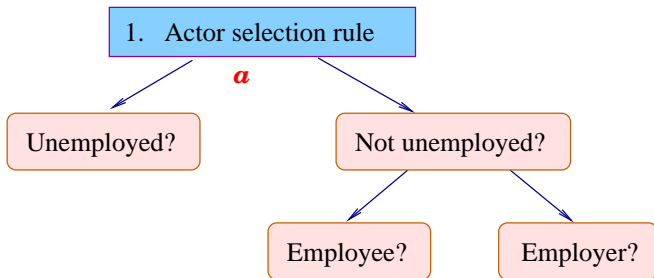 1. Actor selection rule
a
Unemployed?
Not unemployed?
Employee?
Employer?